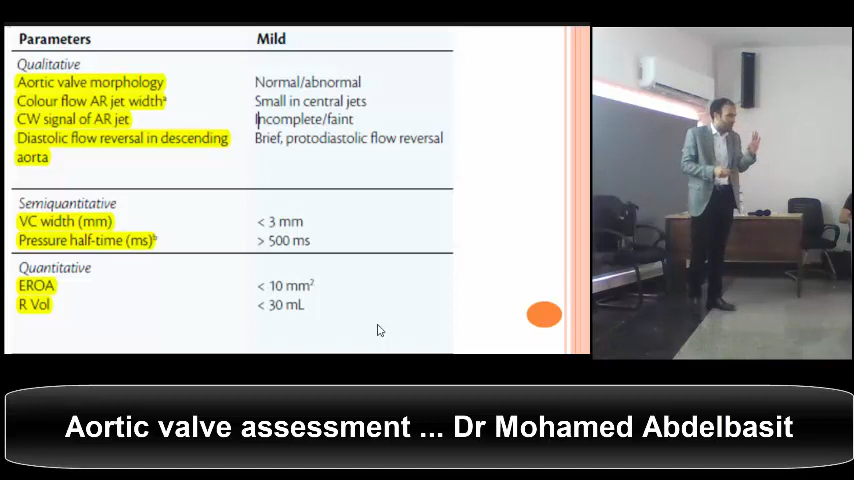 Parameters Mild
Qualitative
Aortic valve morphology Normal/abnormal
Colour flow AR jet widthᵃ Small in central jets
CW signal of AR jet Incomplete/faint
Diastolic flow reversal in descending Brief, protodiastolic flow reversal
aorta
Semiquantitative
VC width (mm) < 3 mm
Pressure half-time (ms)ᵇ > 500 ms
Quantitative
EROA < 10 mm²
R Vol < 30 mL
Aortic valve assessment ... Dr Mohamed Abdelbasit